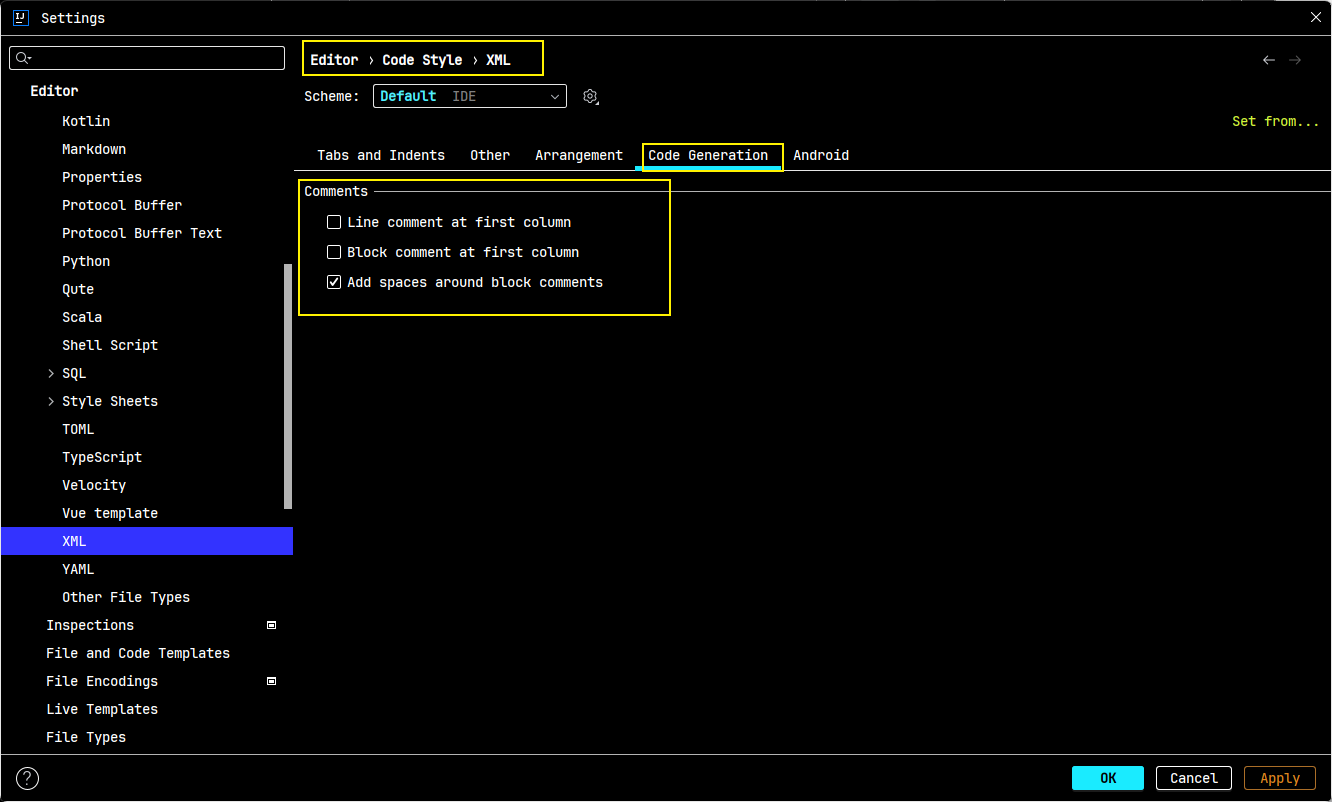 IJ Settings
Editor › Code Style › XML
Scheme: Default IDE
Set from...
Tabs and Indents Other Arrangement Code Generation Android
Comments
Line comment at first column
Block comment at first column
Add spaces around block comments
Editor
Kotlin
Markdown
Properties
Protocol Buffer
Protocol Buffer Text
Python
Qute
Scala
Shell Script
SQL
Style Sheets
TOML
TypeScript
Velocity
Vue template
XML
YAML
Other File Types
Inspections
File and Code Templates
File Encodings
Live Templates
File Types
? OK Cancel Apply